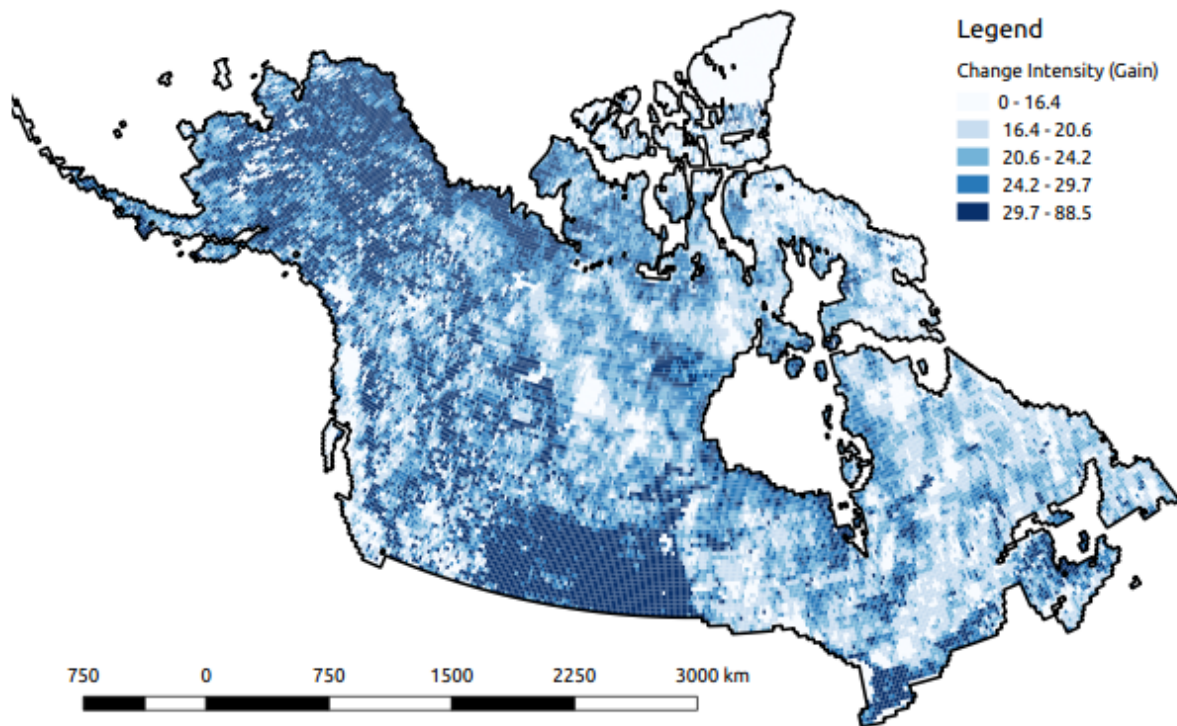 Legend
Change Intensity (Gain)
0 - 16.4
16.4 - 20.6
20.6 - 24.2
24.2 - 29.7
29.7 - 88.5
750 0 750 1500 2250 3000 km